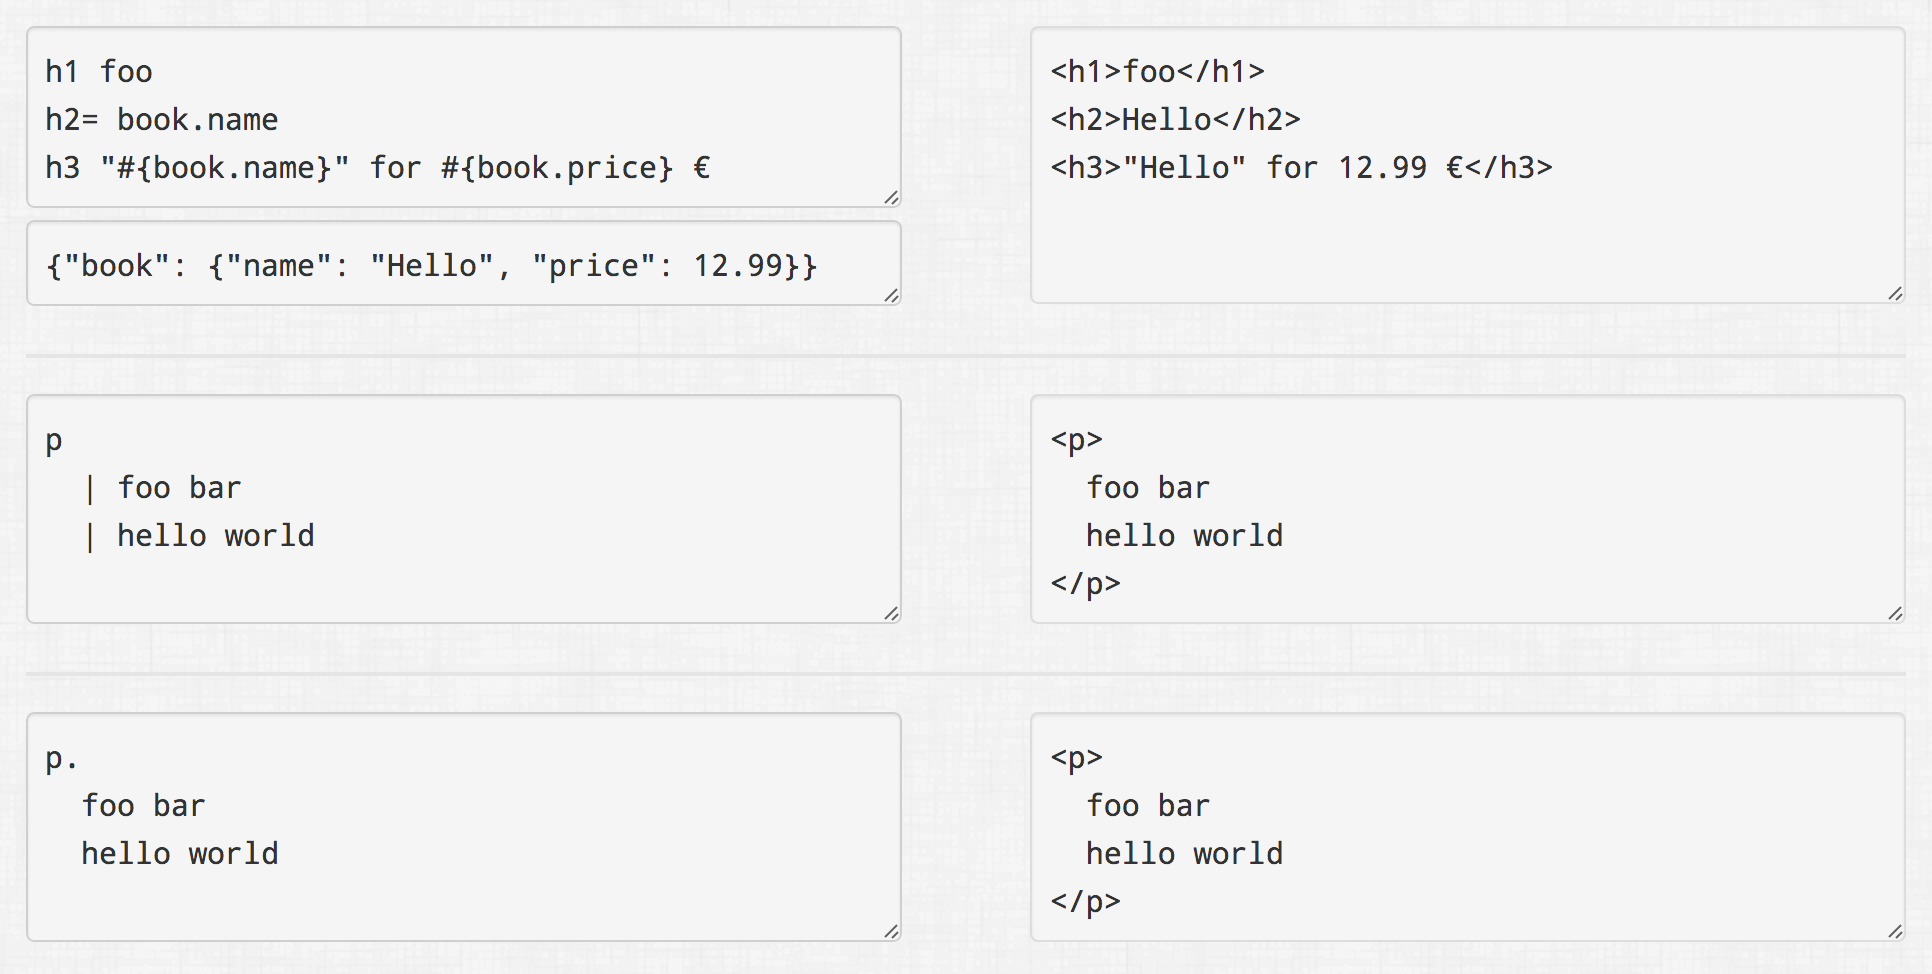 h1 foo
h2= book.name
h3 "#{book.name}" for #{book.price} €
{"book": {"name": "Hello", "price": 12.99}}
<h1>foo</h1>
<h2>Hello</h2>
<h3>"Hello" for 12.99 €</h3>
p
  | foo bar
  | hello world
<p>
  foo bar
  hello world
</p>
p.
  foo bar
  hello world
<p>
  foo bar
  hello world
</p>